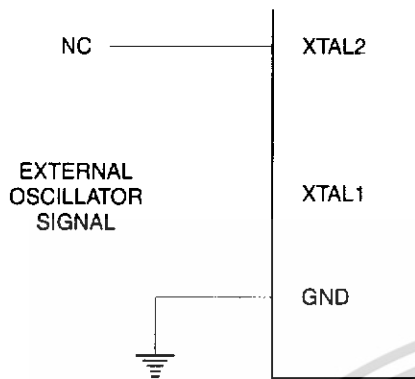 NC
XTAL2
EXTERNAL
OSCILLATOR
SIGNAL
XTAL1
GND